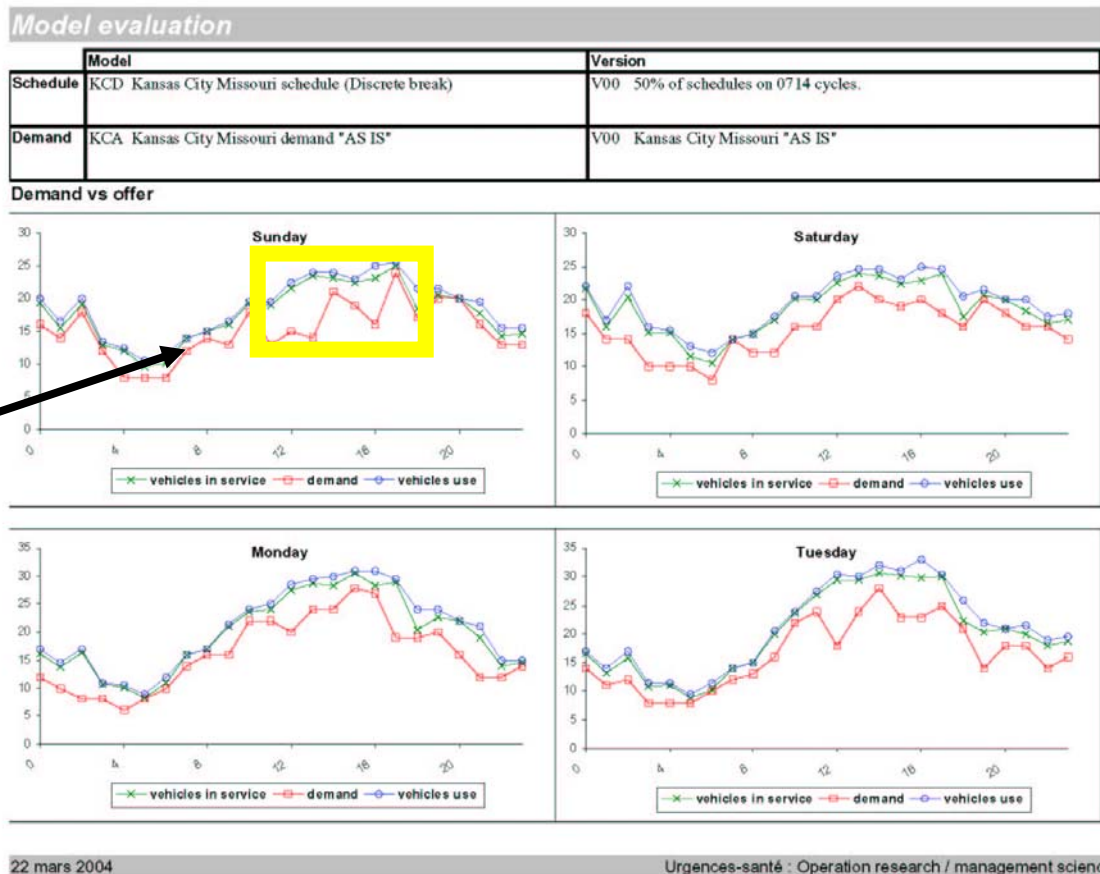 Model evaluation
Model Version
Schedule KCD Kansas City Missouri schedule (Discrete break) V00 50% of schedules on 0714 cycles.
Demand KCA Kansas City Missouri demand "AS IS" V00 Kansas City Missouri "AS IS"
Demand vs offer
Sunday
30
25
20
15
10
5
0
0 4 8 12 16 20
vehicles in service demand vehicles use
Saturday
30
25
20
15
10
5
0
0 4 8 12 16 20
vehicles in service demand vehicles use
Monday
35
30
25
20
15
10
5
0
0 4 8 12 16 20
vehicles in service demand vehicles use
Tuesday
35
30
25
20
15
10
5
0
0 4 8 12 16 20
vehicles in service demand vehicles use
22 mars 2004 Urgences-santé : Operation research / management scienc